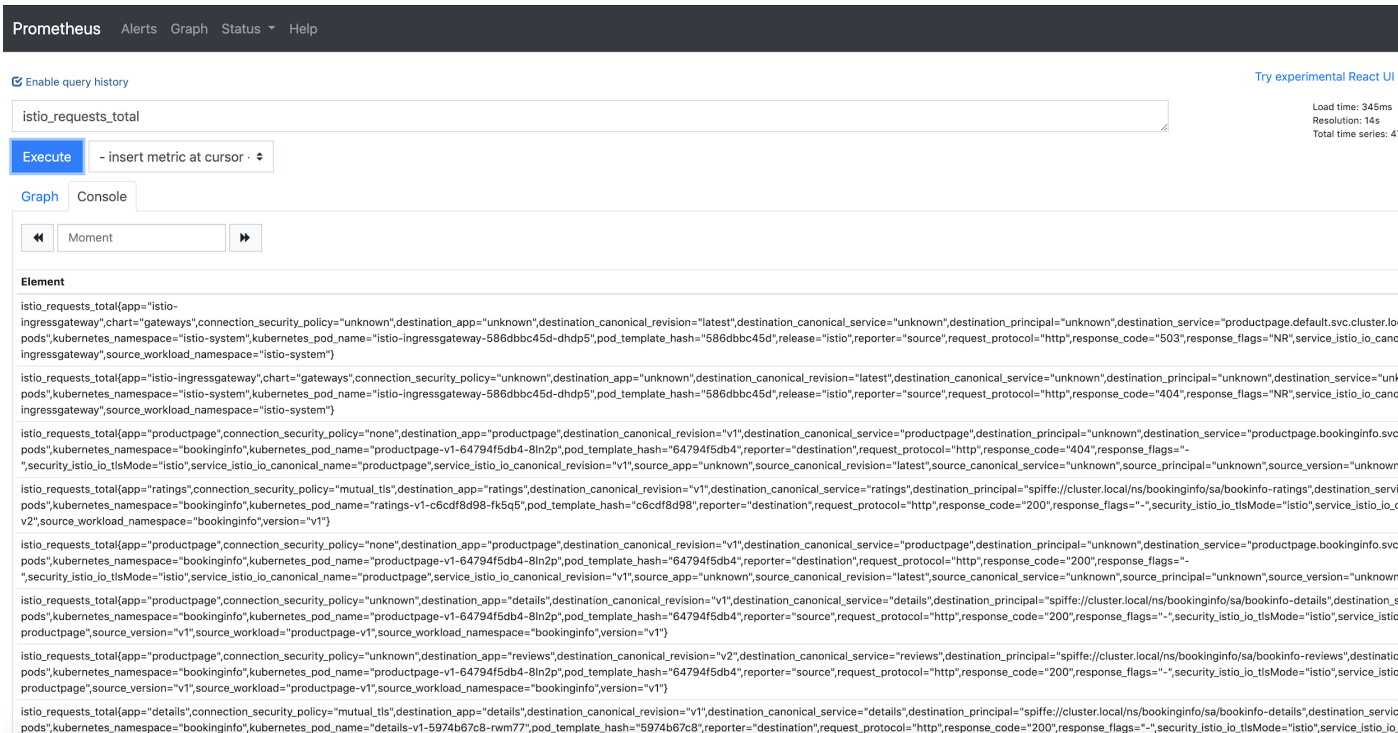 Prometheus Alerts Graph Status Help
Enable query history
Try experimental React UI
istio_requests_total
Load time: 345ms
Resolution: 14s
Total time series: 47
Execute
- insert metric at cursor -
Graph Console
Moment
Element
istio_requests_total{app="istio-
ingressgateway",chart="gateways",connection_security_policy="unknown",destination_app="unknown",destination_canonical_revision="latest",destination_canonical_service="unknown",destination_principal="unknown",destination_service="productpage.default.svc.cluster.loc
pods",kubernetes_namespace="istio-system",kubernetes_pod_name="istio-ingressgateway-586dbbc45d-dhdp5",pod_template_hash="586dbbc45d",release="istio",reporter="source",request_protocol="http",response_code="503",response_flags="NR",service_istio_io_cano
ingressgateway",source_workload_namespace="istio-system"}
istio_requests_total{app="istio-ingressgateway",chart="gateways",connection_security_policy="unknown",destination_app="unknown",destination_canonical_revision="latest",destination_canonical_service="unknown",destination_principal="unknown",destination_service="unk
pods",kubernetes_namespace="istio-system",kubernetes_pod_name="istio-ingressgateway-586dbbc45d-dhdp5",pod_template_hash="586dbbc45d",release="istio",reporter="source",request_protocol="http",response_code="404",response_flags="NR",service_istio_io_cano
ingressgateway",source_workload_namespace="istio-system"}
istio_requests_total{app="productpage",connection_security_policy="none",destination_app="productpage",destination_canonical_revision="v1",destination_canonical_service="productpage",destination_principal="unknown",destination_service="productpage.bookinginfo.svc
pods",kubernetes_namespace="bookinginfo",kubernetes_pod_name="productpage-v1-64794f5db4-8ln2p",pod_template_hash="64794f5db4",reporter="destination",request_protocol="http",response_code="404",response_flags="-
",security_istio_io_tlsMode="istio",service_istio_io_canonical_name="productpage",service_istio_io_canonical_revision="v1",source_app="unknown",source_canonical_revision="latest",source_canonical_service="unknown",source_principal="unknown",source_version="unknown
istio_requests_total{app="ratings",connection_security_policy="mutual_tls",destination_app="ratings",destination_canonical_revision="v1",destination_canonical_service="ratings",destination_principal="spiffe://cluster.local/ns/bookinginfo/sa/bookinfo-ratings",destination_servi
pods",kubernetes_namespace="bookinginfo",kubernetes_pod_name="ratings-v1-c6cdf8d98-fk5q5",pod_template_hash="c6cdf8d98",reporter="destination",request_protocol="http",response_code="200",response_flags="-",security_istio_io_tlsMode="istio",service_istio_io_c
v2",source_workload_namespace="bookinginfo",version="v1"}
istio_requests_total{app="productpage",connection_security_policy="none",destination_app="productpage",destination_canonical_revision="v1",destination_canonical_service="productpage",destination_principal="unknown",destination_service="productpage.bookinginfo.svc
pods",kubernetes_namespace="bookinginfo",kubernetes_pod_name="productpage-v1-64794f5db4-8ln2p",pod_template_hash="64794f5db4",reporter="destination",request_protocol="http",response_code="200",response_flags="-
",security_istio_io_tlsMode="istio",service_istio_io_canonical_name="productpage",service_istio_io_canonical_revision="v1",source_app="unknown",source_canonical_revision="latest",source_canonical_service="unknown",source_principal="unknown",source_version="unknown
istio_requests_total{app="productpage",connection_security_policy="unknown",destination_app="details",destination_canonical_revision="v1",destination_canonical_service="details",destination_principal="spiffe://cluster.local/ns/bookinginfo/sa/bookinfo-details",destination_s
pods",kubernetes_namespace="bookinginfo",kubernetes_pod_name="productpage-v1-64794f5db4-8ln2p",pod_template_hash="64794f5db4",reporter="source",request_protocol="http",response_code="200",response_flags="-",security_istio_io_tlsMode="istio",service_istio
productpage",source_version="v1",source_workload="productpage-v1",source_workload_namespace="bookinginfo",version="v1"}
istio_requests_total{app="productpage",connection_security_policy="unknown",destination_app="reviews",destination_canonical_revision="v2",destination_canonical_service="reviews",destination_principal="spiffe://cluster.local/ns/bookinginfo/sa/bookinfo-reviews",destinatio
pods",kubernetes_namespace="bookinginfo",kubernetes_pod_name="productpage-v1-64794f5db4-8ln2p",pod_template_hash="64794f5db4",reporter="source",request_protocol="http",response_code="200",response_flags="-",security_istio_io_tlsMode="istio",service_istio
productpage",source_version="v1",source_workload="productpage-v1",source_workload_namespace="bookinginfo",version="v1"}
istio_requests_total{app="details",connection_security_policy="mutual_tls",destination_app="details",destination_canonical_revision="v1",destination_canonical_service="details",destination_principal="spiffe://cluster.local/ns/bookinginfo/sa/bookinfo-details",destination_servic
pods",kubernetes_namespace="bookinginfo",kubernetes_pod_name="details-v1-5974b67c8-rwm77",pod_template_hash="5974b67c8",reporter="destination",request_protocol="http",response_code="200",response_flags="-",security_istio_io_tlsMode="istio",service_istio_io_